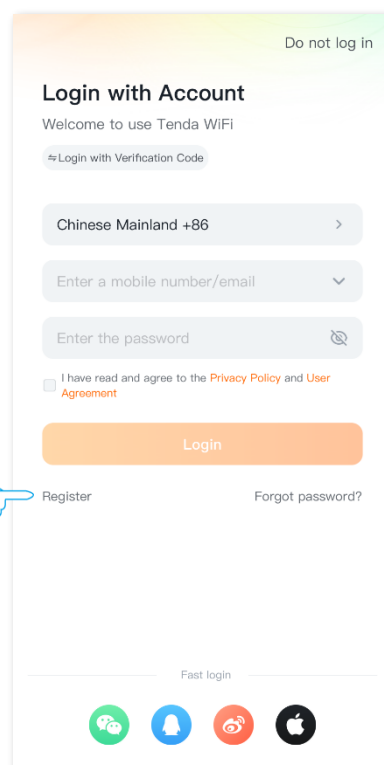 Do not log in
Login with Account
Welcome to use Tenda WiFi
⇋Login with Verification Code
Chinese Mainland +86
Enter a mobile number/email
Enter the password
I have read and agree to the Privacy Policy and User
Agreement
Login
Register Forgot password?
Fast login